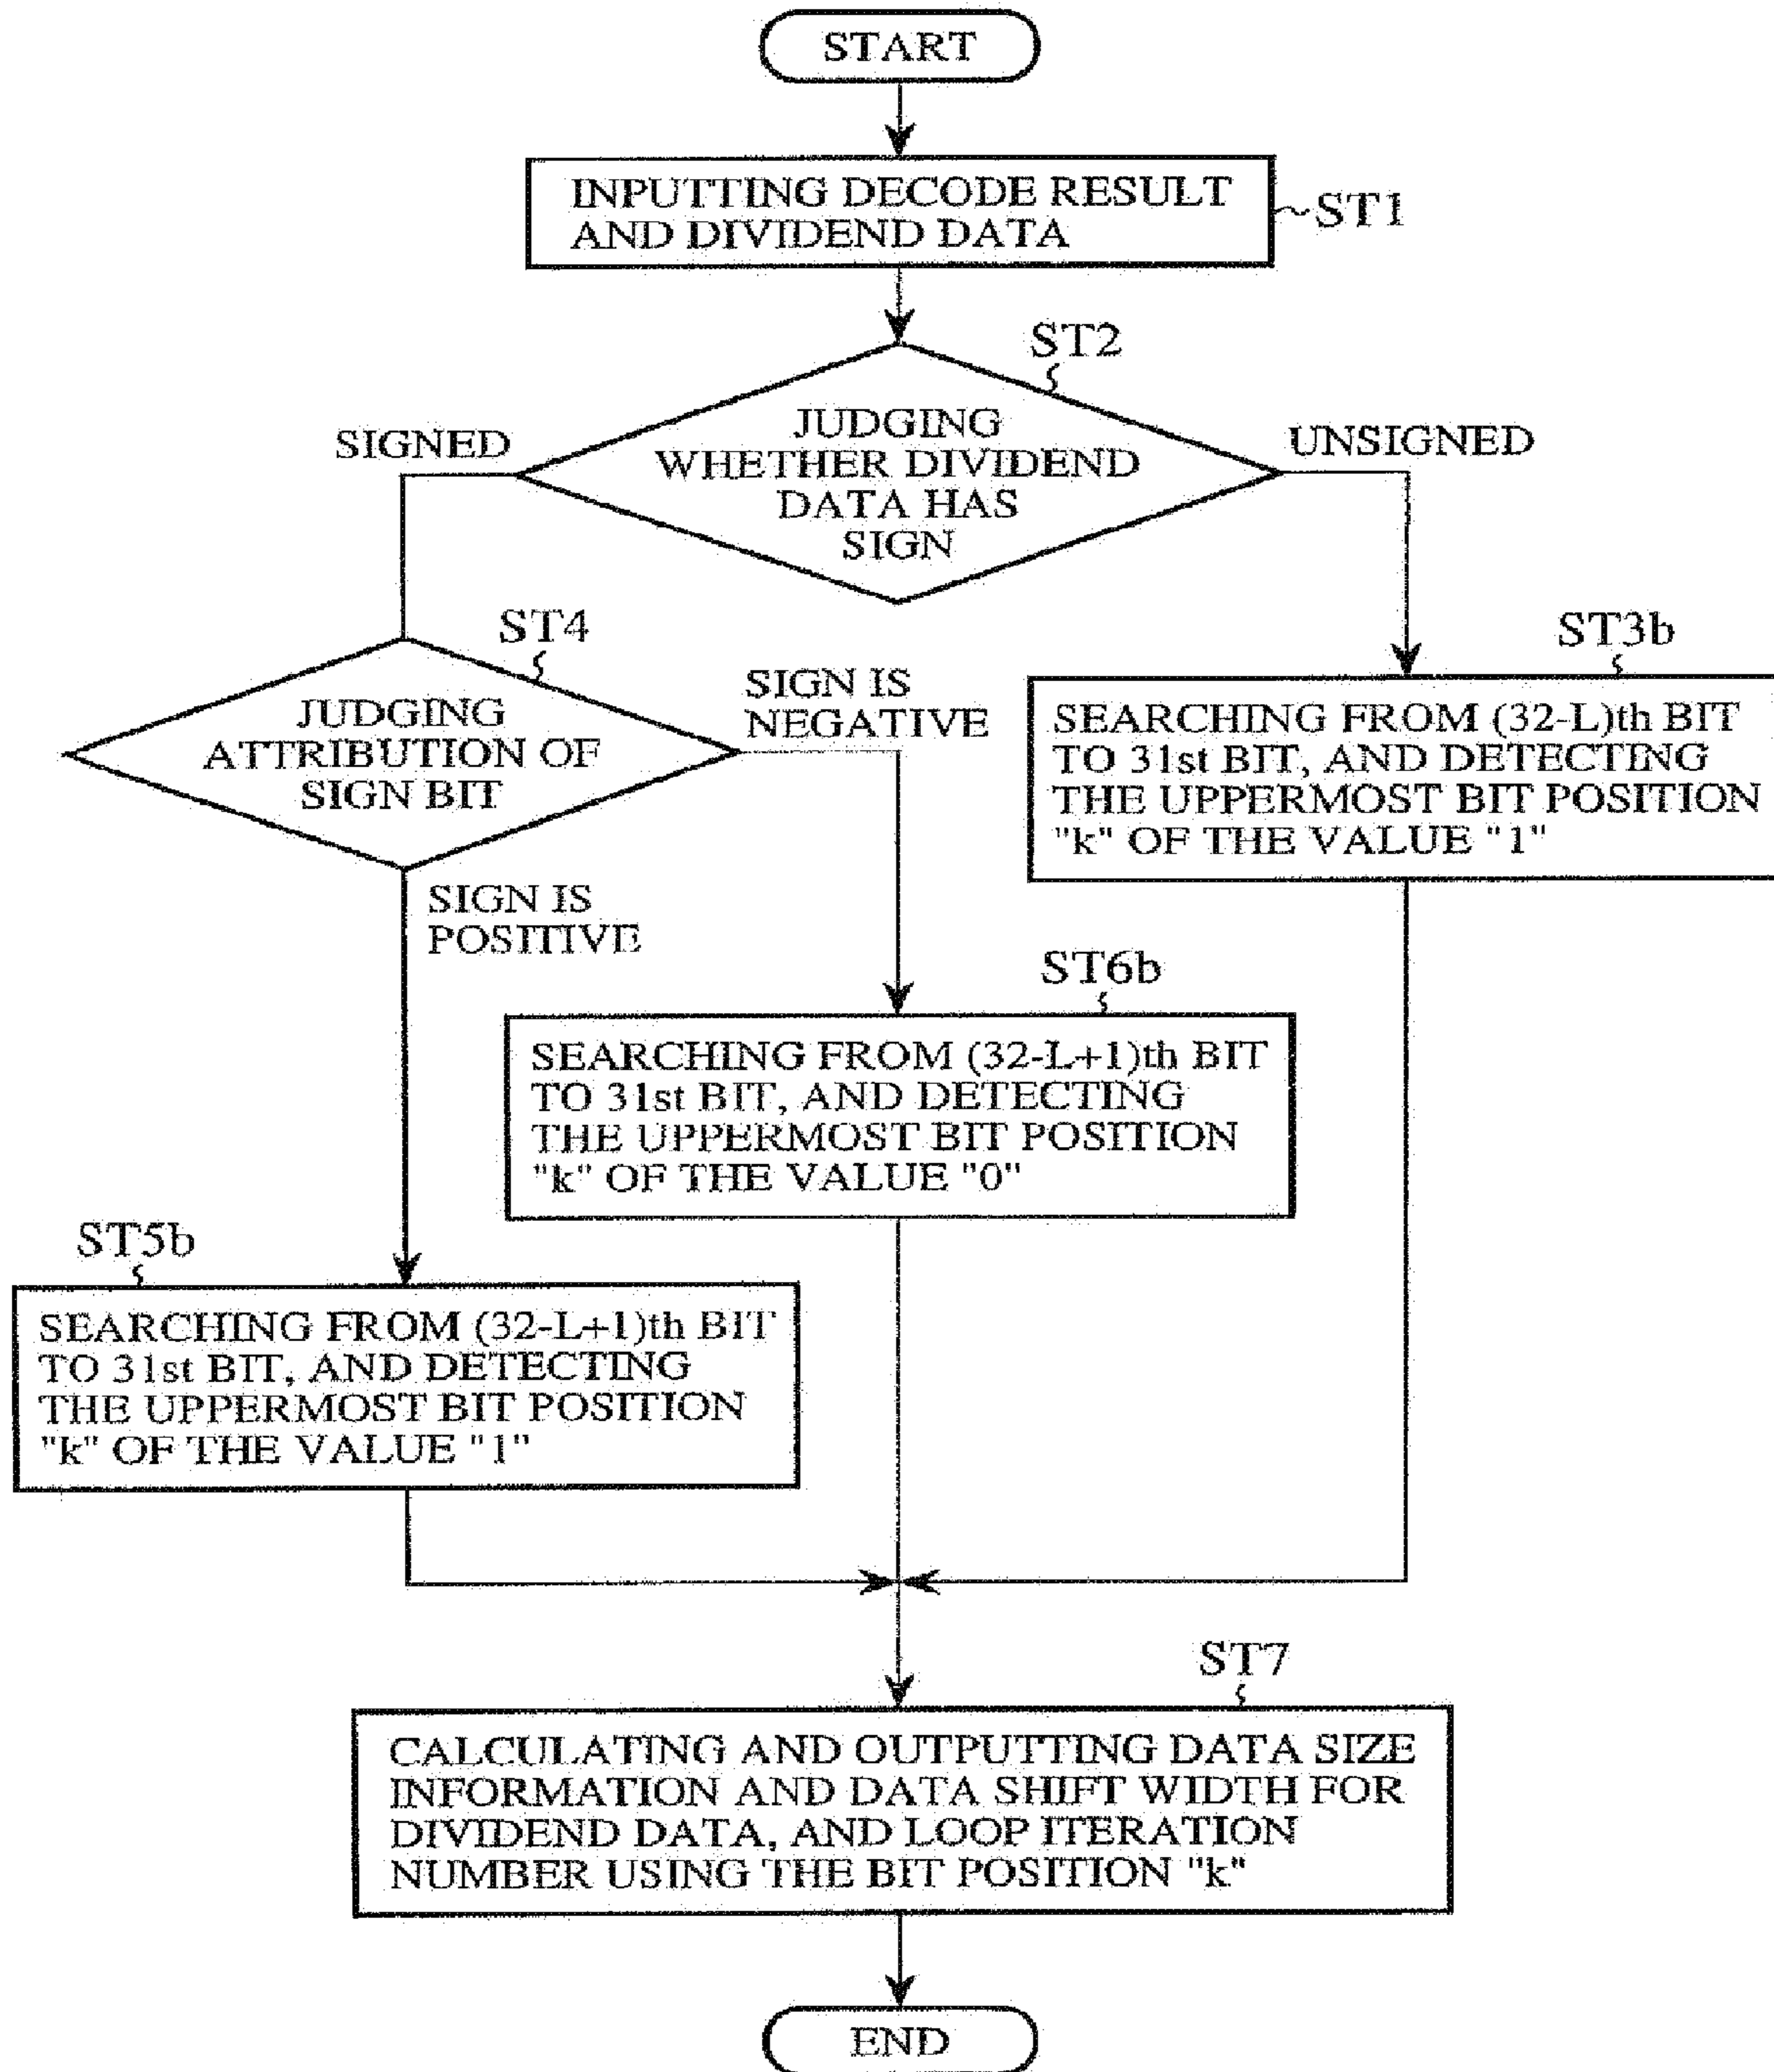 START
INPUTTING DECODE RESULT
AND DIVIDEND DATA
ST1
ST2
JUDGING
WHETHER DIVIDEND
DATA HAS
SIGN
SIGNED
UNSIGNED
ST4
JUDGING
ATTRIBUTION OF
SIGN BIT
SIGN IS
NEGATIVE
SIGN IS
POSITIVE
ST3b
SEARCHING FROM (32-L)th BIT
TO 31st BIT, AND DETECTING
THE UPPERMOST BIT POSITION
"k" OF THE VALUE "1"
ST6b
SEARCHING FROM (32-L+1)th BIT
TO 31st BIT, AND DETECTING
THE UPPERMOST BIT POSITION
"k" OF THE VALUE "0"
ST5b
SEARCHING FROM (32-L+1)th BIT
TO 31st BIT, AND DETECTING
THE UPPERMOST BIT POSITION
"k" OF THE VALUE "1"
ST7
CALCULATING AND OUTPUTTING DATA SIZE
INFORMATION AND DATA SHIFT WIDTH FOR
DIVIDEND DATA, AND LOOP ITERATION
NUMBER USING THE BIT POSITION "k"
END